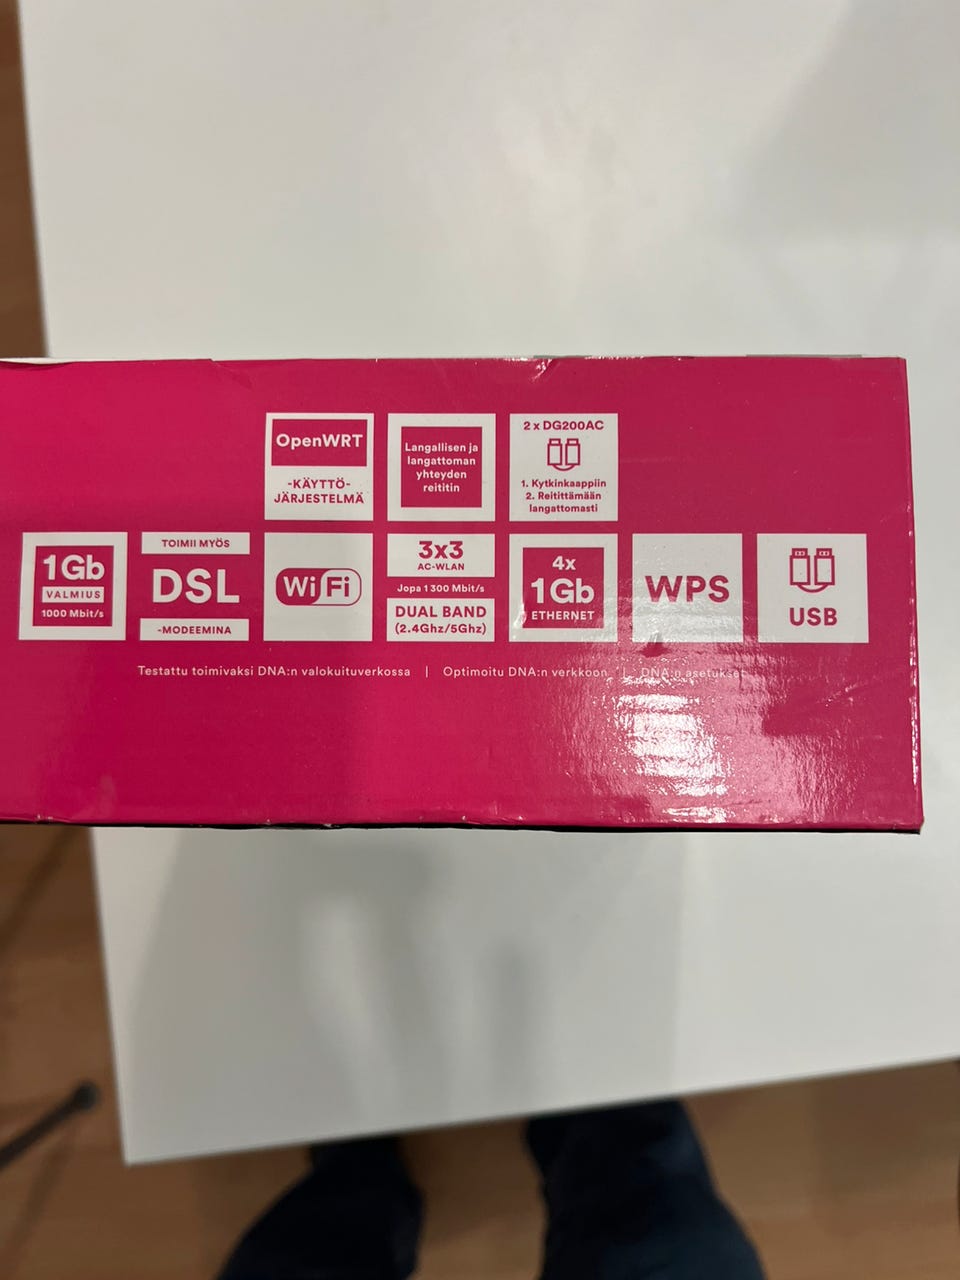 OpenWRT
-KÄYTTÖ-
JÄRJESTELMÄ
Langallisen ja
langattoman
yhteyden
reititin
2 x DG200AC
1. Kytkinkaappiin
2. Reitittämään
langattomasti
1Gb
VALMIUS
1000 Mbit/s
TOIMII MYÖS
DSL
-MODEEMINA
WiFi
3x3
AC-WLAN
Jopa 1 300 Mbit/s
DUAL BAND
(2.4Ghz/5Ghz)
4x
1Gb
ETHERNET
WPS
USB
Testattu toimivaksi DNA:n valokuituverkossa | Optimoitu DNA:n verkkoon | DNA:n